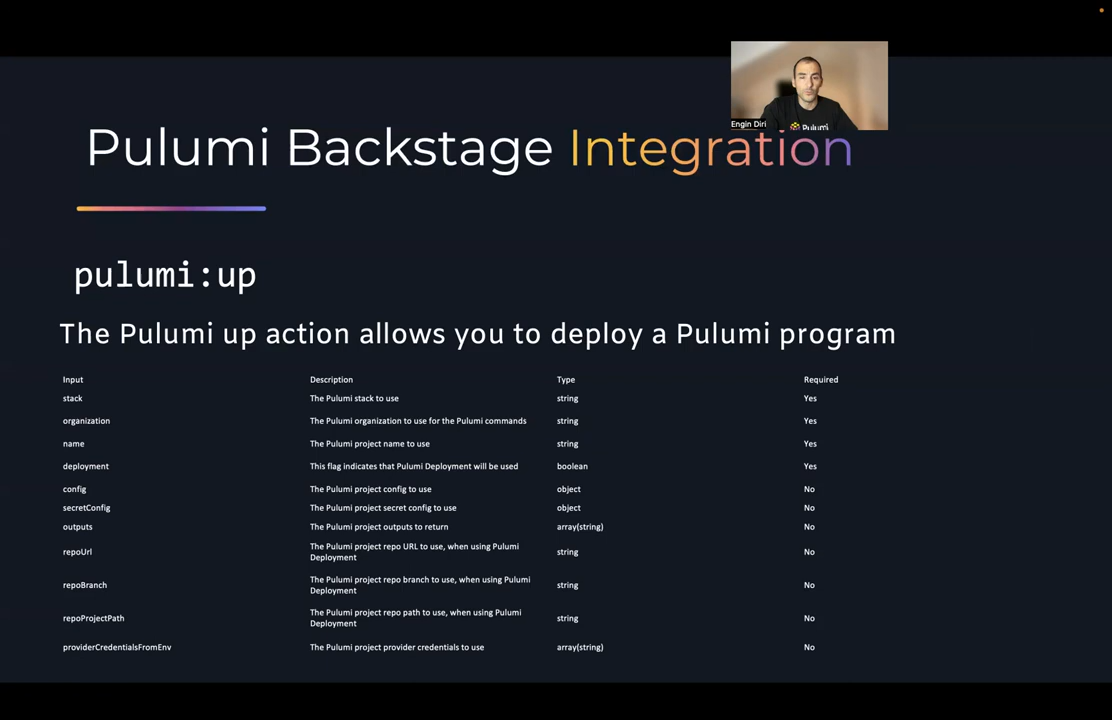 Engin Diri
Pulumi
Pulumi Backstage Integration
pulumi:up
The Pulumi up action allows you to deploy a Pulumi program
Input Description Type Required
stack The Pulumi stack to use string Yes
organization The Pulumi organization to use for the Pulumi commands string Yes
name The Pulumi project name to use string Yes
deployment This flag indicates that Pulumi Deployment will be used boolean Yes
config The Pulumi project config to use object No
secretConfig The Pulumi project secret config to use object No
outputs The Pulumi project outputs to return array(string) No
repoUrl The Pulumi project repo URL to use, when using Pulumi
Deployment string No
repoBranch The Pulumi project repo branch to use, when using Pulumi
Deployment string No
repoProjectPath The Pulumi project repo path to use, when using Pulumi
Deployment string No
providerCredentialsFromEnv The Pulumi project provider credentials to use array(string) No